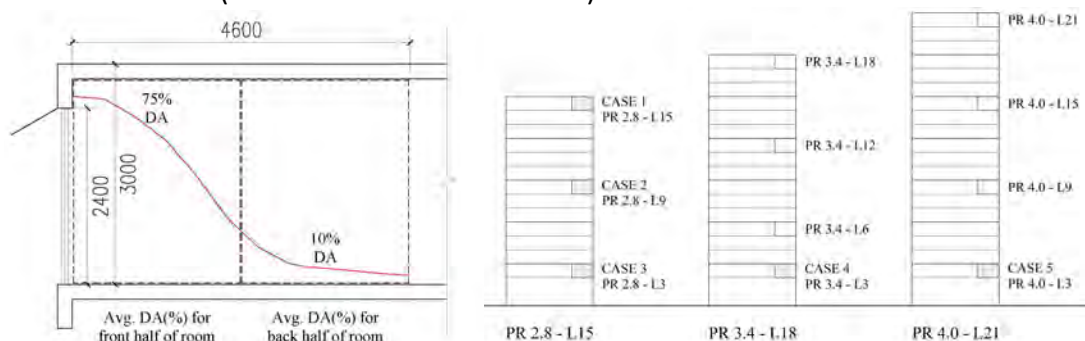 4600
75%
DA
2400
3000
10%
DA
Avg. DA(%) for
front half of room
Avg. DA(%) for
back half of room
CASE 1
PR 2.8 - L15
CASE 2
PR 2.8 - L9
CASE 3
PR 2.8 - L3
PR 2.8 - L15
PR 3.4 - L18
PR 3.4 - L12
PR 3.4 - L6
CASE 4
PR 3.4 - L3
PR 3.4 - L18
PR 4.0 - L21
PR 4.0 - L15
PR 4.0 - L9
CASE 5
PR 4.0 - L3
PR 4.0 - L21